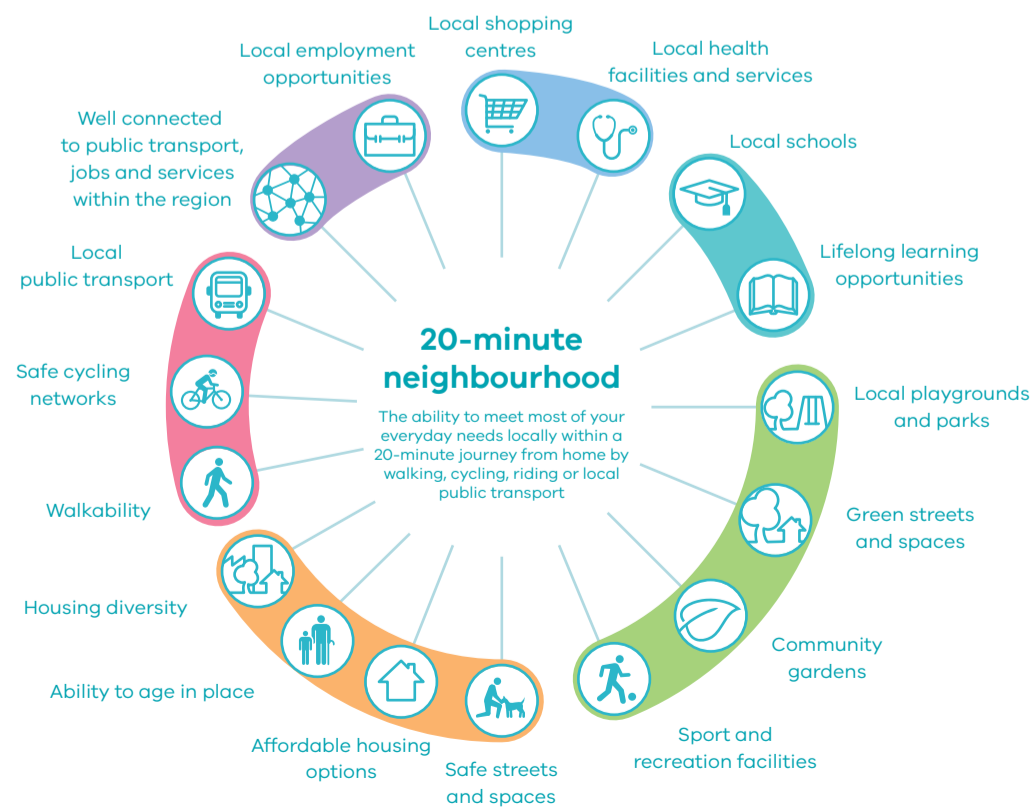 Local shopping
centres
Local health
facilities and services
Local schools
Lifelong learning
opportunities
Local playgrounds
and parks
Green streets
and spaces
Community
gardens
Sport and
recreation facilities
Safe streets
and spaces
Affordable housing
options
Ability to age in place
Housing diversity
Walkability
Safe cycling
networks
Local
public transport
Well connected
to public transport,
jobs and services
within the region
Local employment
opportunities
20-minute
neighbourhood
The ability to meet most of your
everyday needs locally within a
20-minute journey from home by
walking, cycling, riding or local
public transport